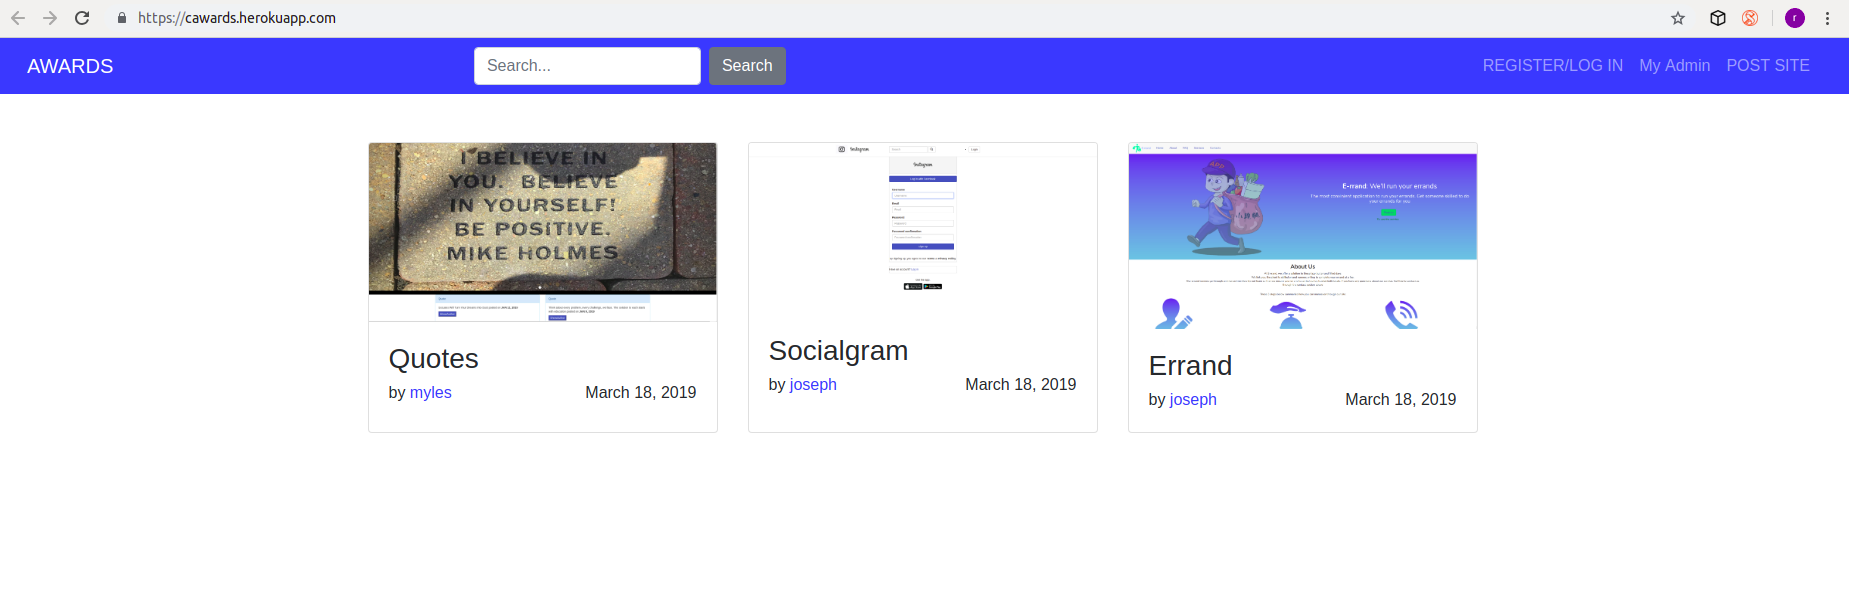 https://cawards.herokuapp.com
r
AWARDS
Search...
Search
REGISTER/LOG IN
My Admin
POST SITE
I BELIEVE IN
YOU. BELIEVE
IN YOURSELF!
BE POSITIVE.
MIKE HOLMES
Quotes
by myles
March 18, 2019
Instagram
Instagram
Socialgram
by joseph
March 18, 2019
E-rrand: We'll run your errands
About Us
Errand
by joseph
March 18, 2019